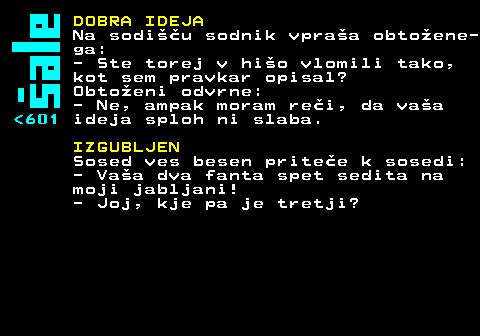 Šale
<601
DOBRA IDEJA
Na sodišču sodnik vpraša obtožene-
ga:
- Ste torej v hišo vlomili tako,
kot sem pravkar opisal?
Obtoženi odvrne:
- Ne, ampak moram reči, da vaša
ideja sploh ni slaba.
IZGUBLJEN
Sosed ves besen priteče k sosedi:
- Vaša dva fanta spet sedita na
moji jabljani!
- Joj, kje pa je tretji?